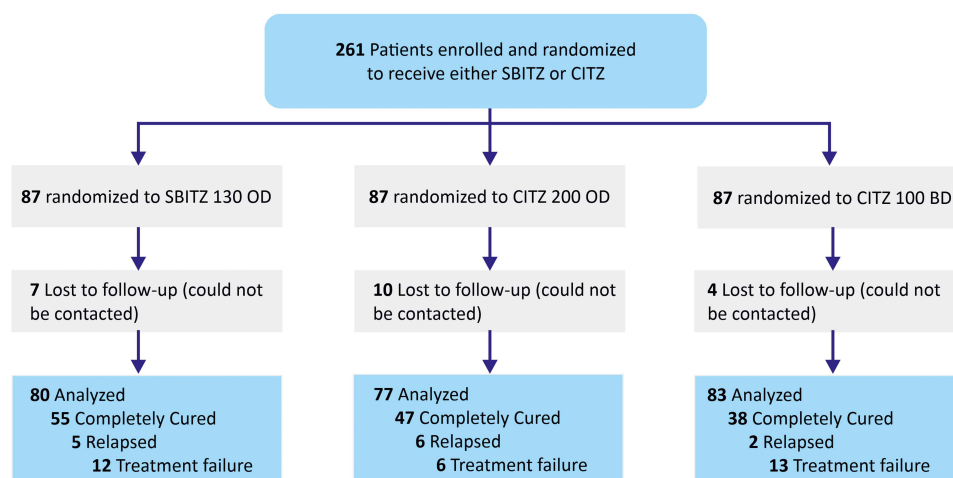 261 Patients enrolled and randomized
to receive either SBITZ or CITZ
87 randomized to SBITZ 130 OD
87 randomized to CITZ 200 OD
87 randomized to CITZ 100 BD
7 Lost to follow-up (could not
be contacted)
10 Lost to follow-up (could not
be contacted)
4 Lost to follow-up (could not
be contacted)
80 Analyzed
55 Completely Cured
5 Relapsed
12 Treatment failure
77 Analyzed
47 Completely Cured
6 Relapsed
6 Treatment failure
83 Analyzed
38 Completely Cured
2 Relapsed
13 Treatment failure